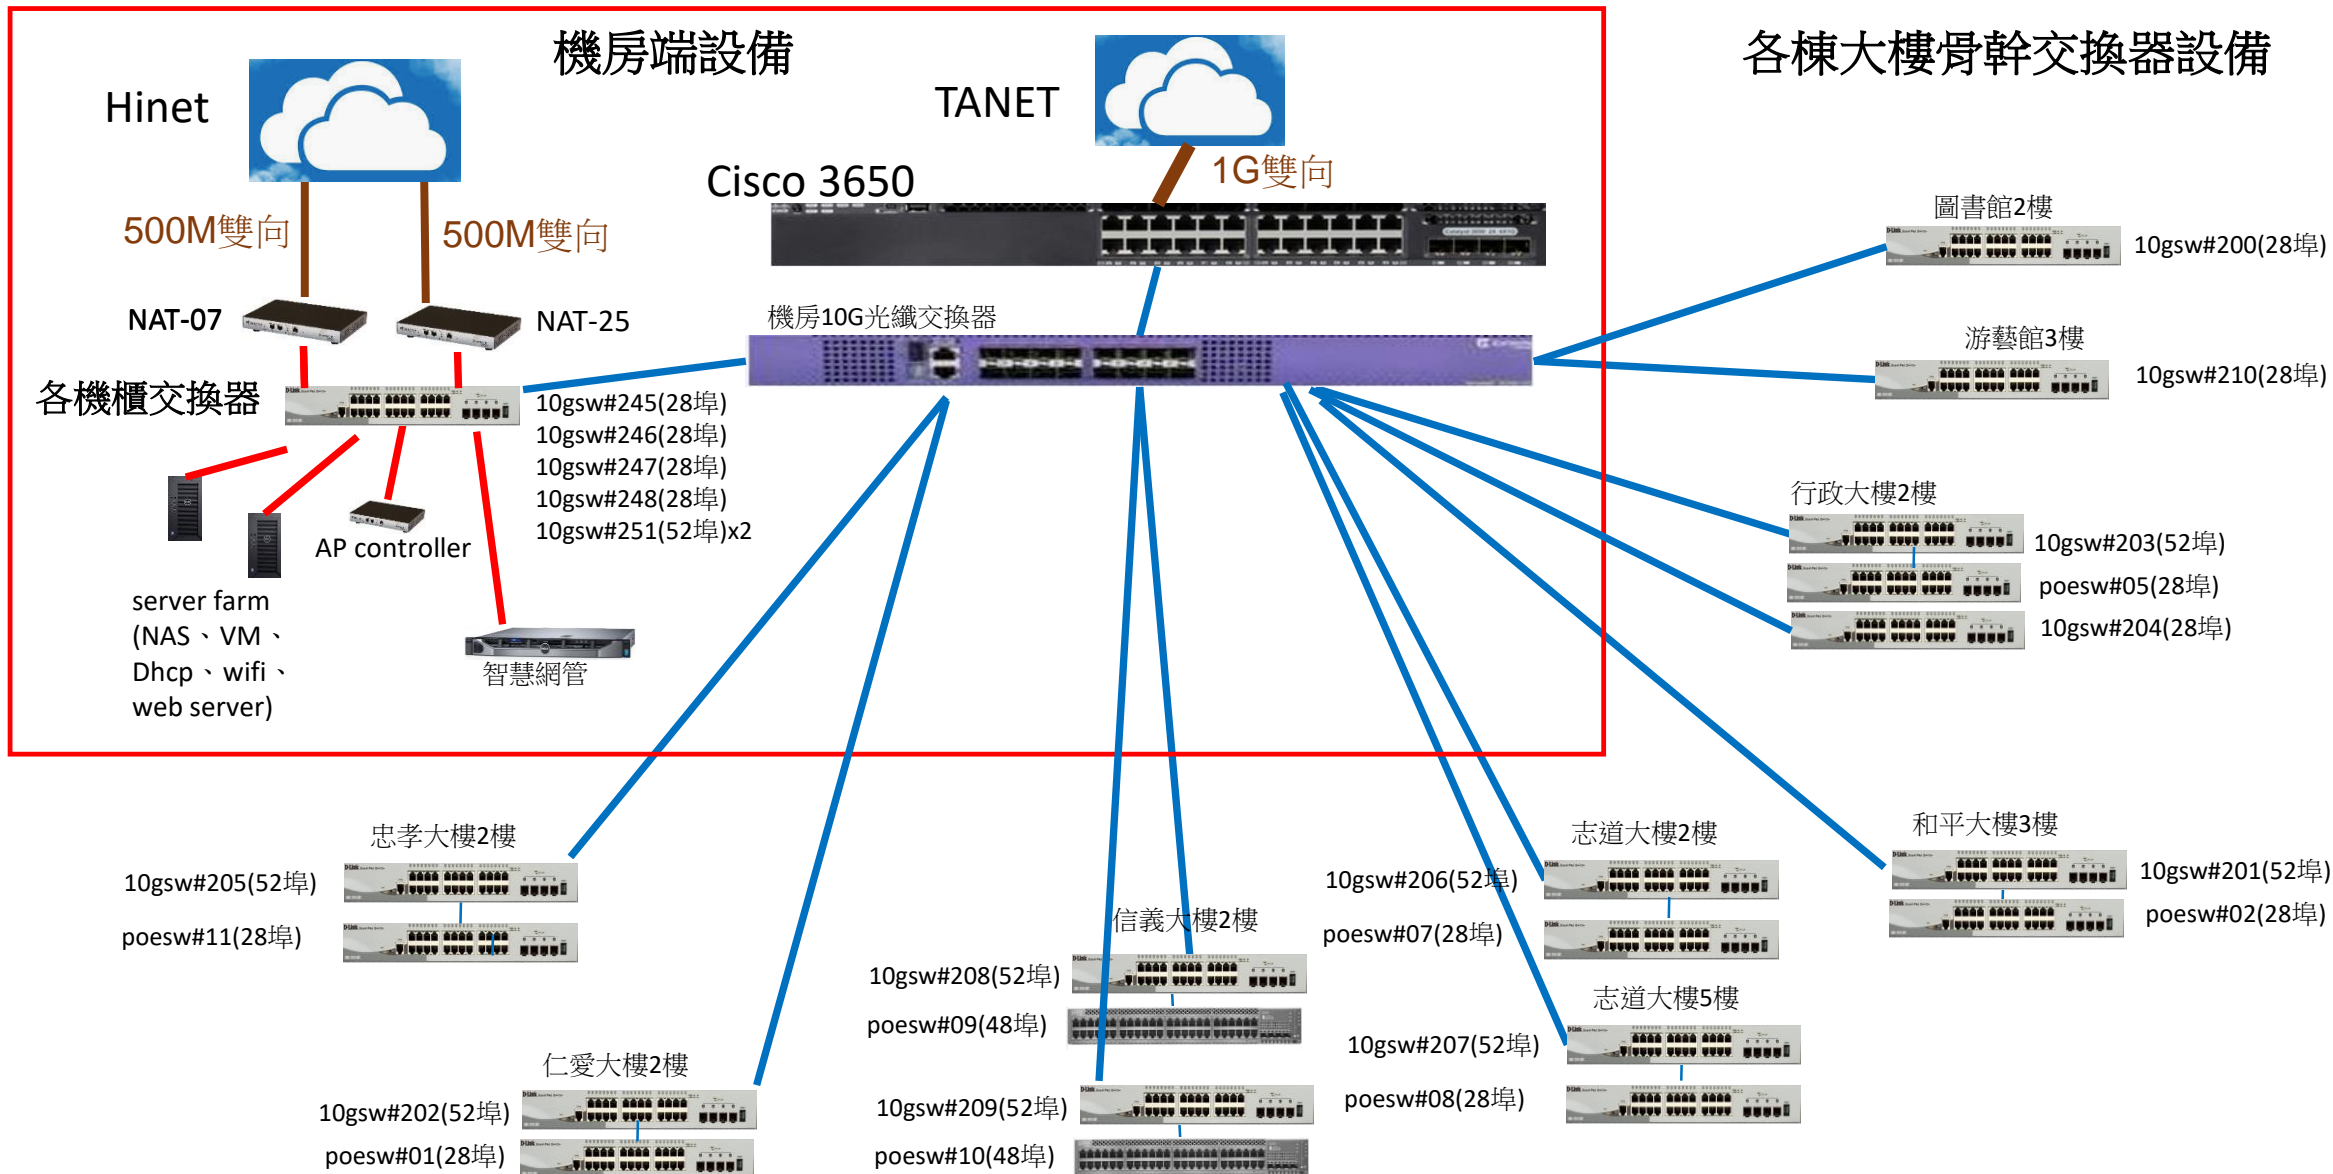 機房端設備
各棟大樓骨幹交換器設備
Hinet
TANET
Cisco 3650
1G雙向
500M雙向
500M雙向
NAT-07
NAT-25
機房10G光纖交換器
各機櫃交換器
10gsw#245(28埠)
10gsw#246(28埠)
10gsw#247(28埠)
10gsw#248(28埠)
10gsw#251(52埠)x2
AP controller
server farm
(NAS、VM、
Dhcp、wifi、
web server)
智慧網管
圖書館2樓
10gsw#200(28埠)
游藝館3樓
10gsw#210(28埠)
行政大樓2樓
10gsw#203(52埠)
poesw#05(28埠)
10gsw#204(28埠)
忠孝大樓2樓
10gsw#205(52埠)
poesw#11(28埠)
仁愛大樓2樓
10gsw#202(52埠)
poesw#01(28埠)
信義大樓2樓
10gsw#208(52埠)
poesw#09(48埠)
10gsw#209(52埠)
poesw#10(48埠)
志道大樓2樓
10gsw#206(52埠)
poesw#07(28埠)
志道大樓5樓
10gsw#207(52埠)
poesw#08(28埠)
和平大樓3樓
10gsw#201(52埠)
poesw#02(28埠)